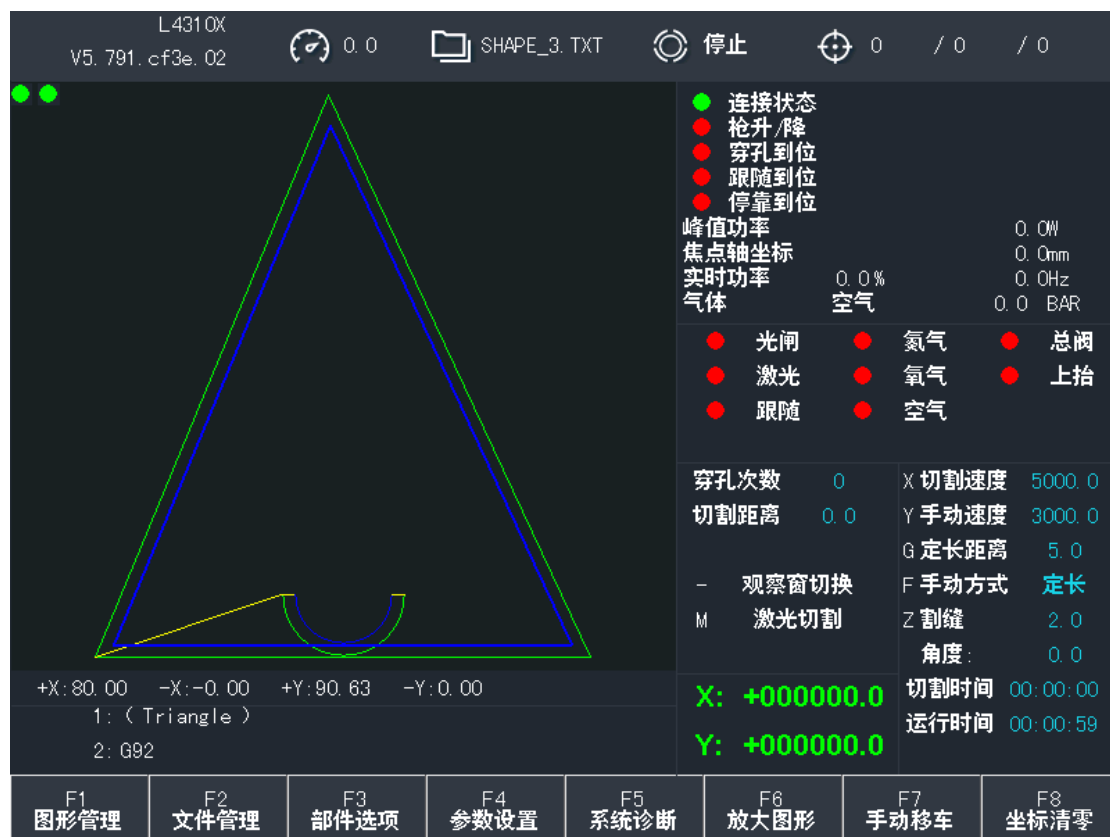 L4310X
V5.791.cf3e.02
0.0
SHAPE_3.TXT
停止
0 /0 /0
连接状态
枪升/降
穿孔到位
跟随到位
停靠到位
峰值功率 0.0W
焦点轴坐标 0.0mm
实时功率 0.0% 0.0Hz
气体 空气 0.0 BAR
光闸 氮气 总阀
激光 氧气 上抬
跟随 空气
穿孔次数 0
切割距离 0.0
- 观察窗切换
M 激光切割
X 切割速度 5000.0
Y 手动速度 3000.0
G 定长距离 5.0
F 手动方式 定长
Z 割缝 2.0
角度: 0.0
+X:80.00 -X:-0.00 +Y:90.63 -Y:0.00
1:(Triangle)
2:G92
X: +000000.0
Y: +000000.0
切割时间 00:00:00
运行时间 00:00:59
F1 F2 F3 F4 F5 F6 F7 F8
图形管理 文件管理 部件选项 参数设置 系统诊断 放大图形 手动移车 坐标清零